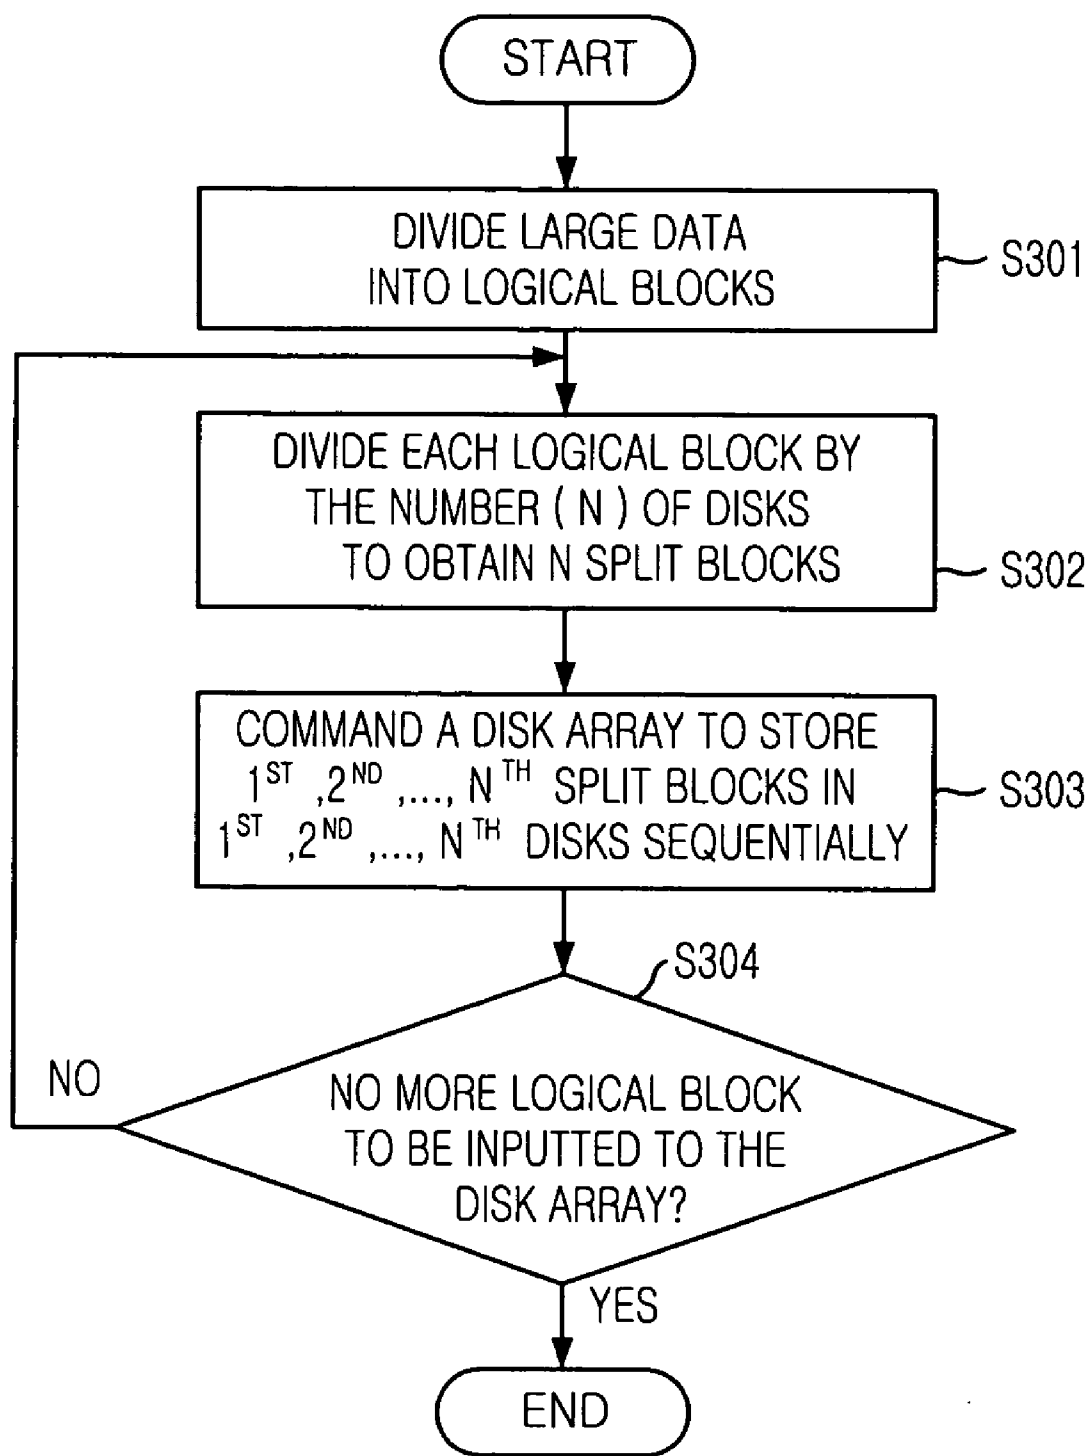 START
DIVIDE LARGE DATA
INTO LOGICAL BLOCKS
S301
DIVIDE EACH LOGICAL BLOCK BY
THE NUMBER ( N ) OF DISKS
TO OBTAIN N SPLIT BLOCKS
S302
COMMAND A DISK ARRAY TO STORE
1ST ,2ND ,..., NTH SPLIT BLOCKS IN
1ST ,2ND ,..., NTH DISKS SEQUENTIALLY
S303
S304
NO
NO MORE LOGICAL BLOCK
TO BE INPUTTED TO THE
DISK ARRAY?
YES
END